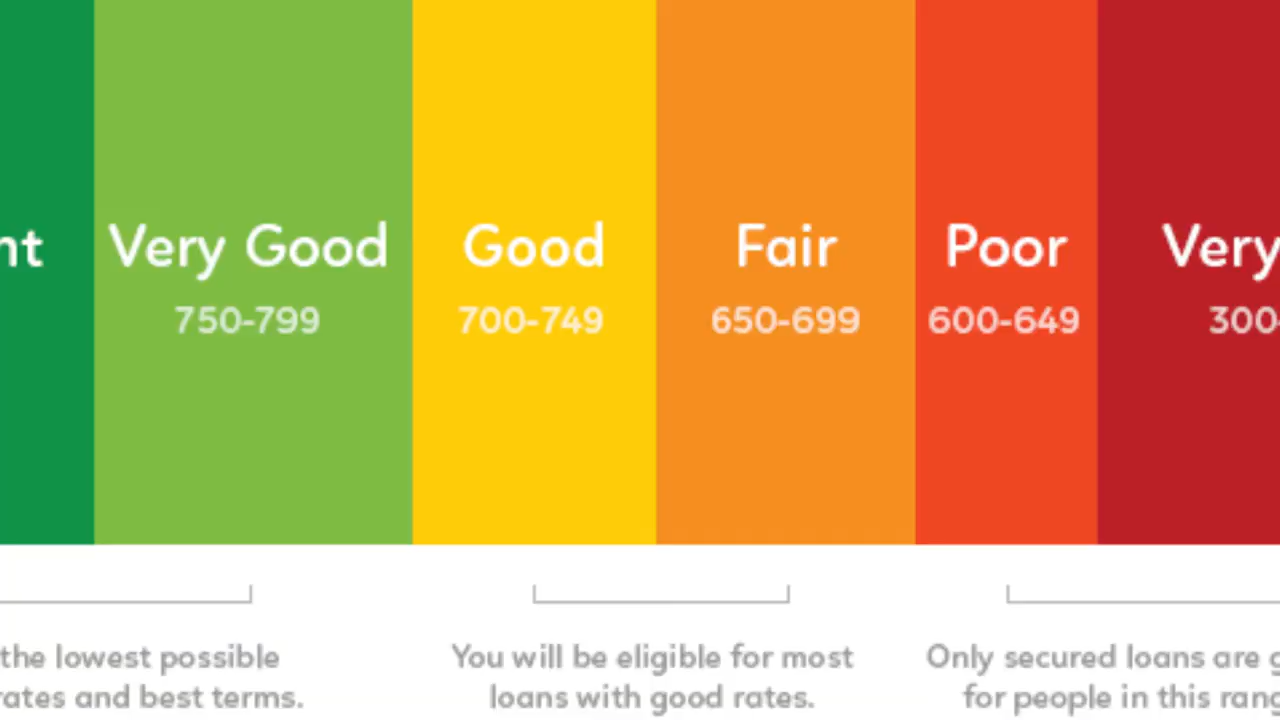 nt Very Good Good Fair Poor Very
750-799 700-749 650-699 600-649 300-
the lowest possible You will be eligible for most Only secured loans are g
rates and best terms. loans with good rates. for people in this rang